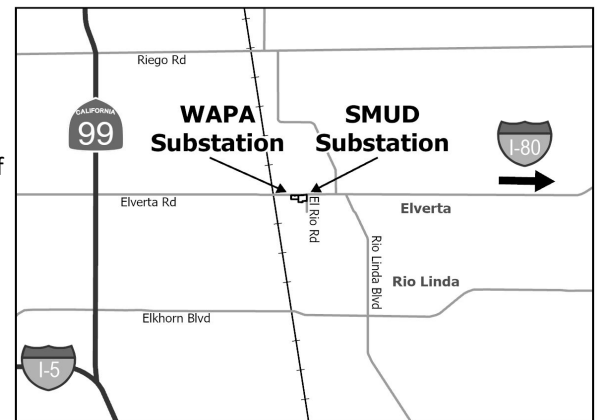 Riego Rd
CALIFORNIA
99
WAPA
Substation
SMUD
Substation
I-80
f
Elverta Rd
El Rio Rd
Elverta
Rio Linda Blvd
Rio Linda
Elkhorn Blvd
I-5